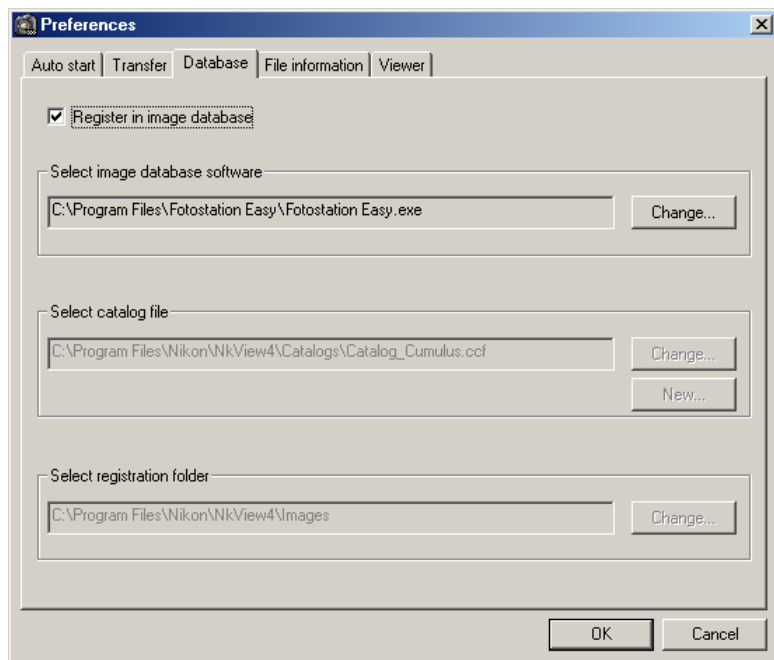 Preferences
Auto start Transfer Database File information Viewer
Register in image database
Select image database software
C:\Program Files\Fotostation Easy\Fotostation Easy.exe Change...
Select catalog file
C:\Program Files\Nikon\NkView4\Catalogs\Catalog_Cumulus.ccf Change...
New...
Select registration folder
C:\Program Files\Nikon\NkView4\Images Change...
OK Cancel